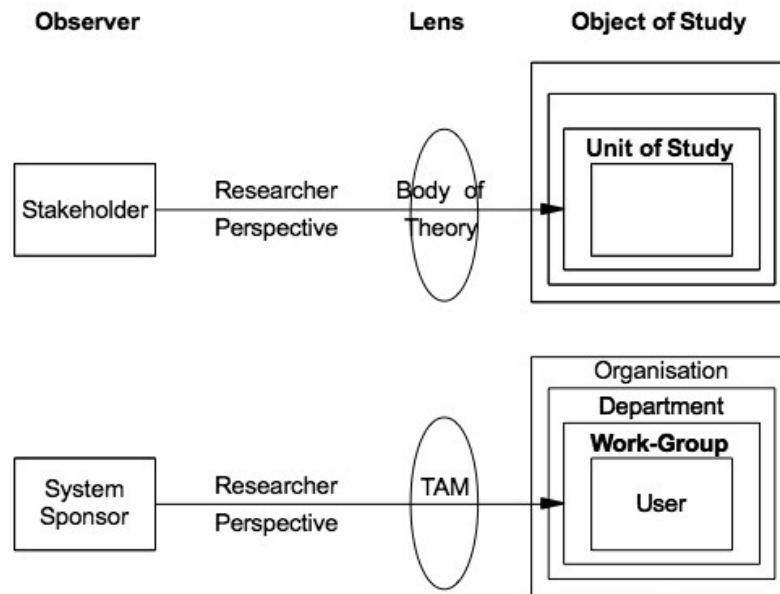 Observer Lens Object of Study
Unit of Study
Stakeholder
Researcher
Perspective
Body of
Theory
Organisation
Department
Work-Group
System
Sponsor
Researcher
Perspective
TAM
User